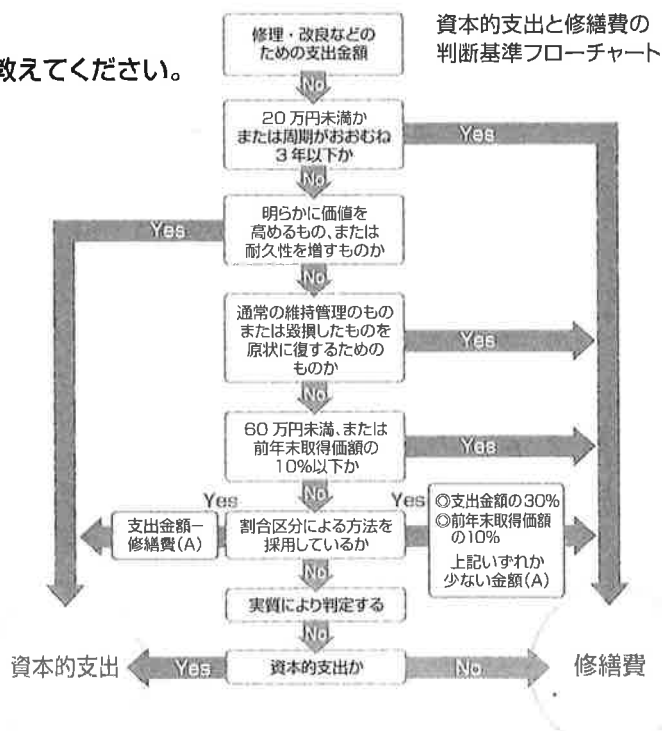 資本的支出と修繕費の
判断基準フローチャート
教えてください。
修理・改良などの
ための支出金額
No
20万円未満か
または周期がおおむね
3年以下か
Yes
No
明らかに価値を
高めるもの、または
耐久性を増すものか
Yes
No
通常の維持管理のもの
または毀損したものを
原状に復するための
ものか
Yes
No
60万円未満、または
前年末取得価額の
10%以下か
Yes
No
Yes
Yes
支出金額−
修繕費(A)
割合区分による方法を
採用しているか
◎支出金額の30%
◎前年末取得価額
の10%
上記いずれか
少ない金額(A)
No
実質により判定する
No
資本的支出
Yes
資本的支出か
No
修繕費